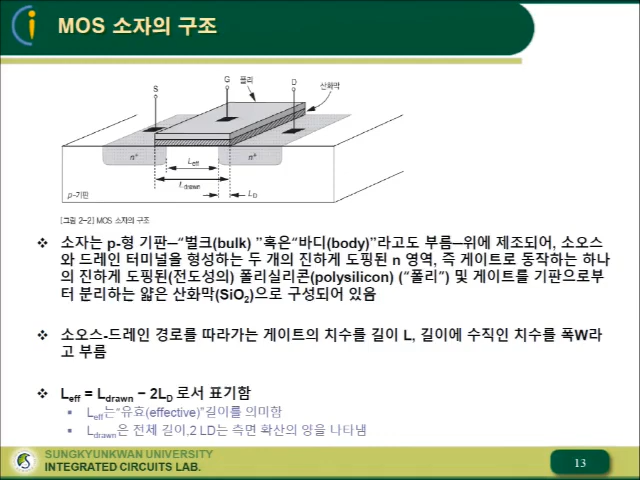 MOS 소자의 구조
S
G
폴리
D
산화막
n+
Leff
n+
Ldrawn
LD
p-기판
[그림 2-2] MOS 소자의 구조
❖ 소자는 p-형 기판—“벌크(bulk) ”혹은“바디(body)”라고도 부름—위에 제조되어, 소오스
와 드레인 터미널을 형성하는 두 개의 진하게 도핑된 n 영역, 즉 게이트로 동작하는 하나
의 진하게 도핑된(전도성의) 폴리실리콘(polysilicon) (“폴리”) 및 게이트를 기판으로부
터 분리하는 얇은 산화막(SiO2)으로 구성되어 있음
❖ 소오스-드레인 경로를 따라가는 게이트의 치수를 길이 L, 길이에 수직인 치수를 폭W라
고 부름
❖ Leff = Ldrawn − 2LD 로서 표기함
▪ Leff는“유효(effective)”길이를 의미함
▪ Ldrawn은 전체 길이,2 LD는 측면 확산의 양을 나타냄
SUNGKYUNKWAN UNIVERSITY
INTEGRATED CIRCUITS LAB.
13